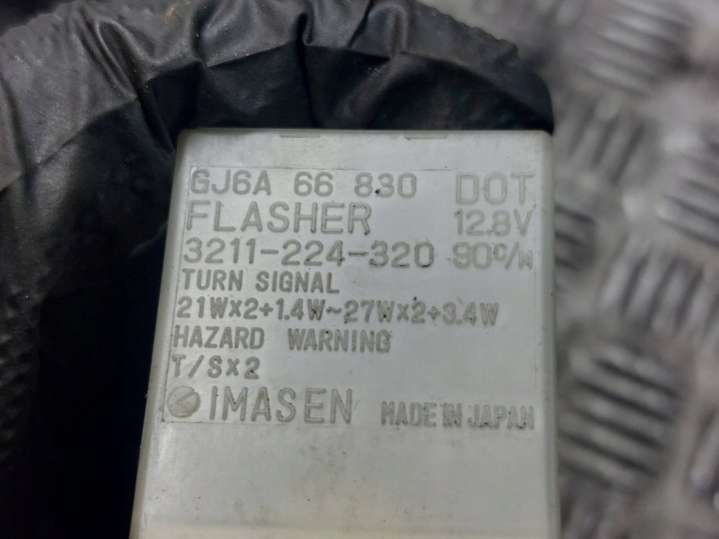 GJ6A 66 830 DOT
FLASHER 12.8V
3211-224-320 90c/M
TURN SIGNAL
21W×2+1.4W~27W×2+3.4W
HAZARD WARNING
T/S×2
IMASEN MADE IN JAPAN